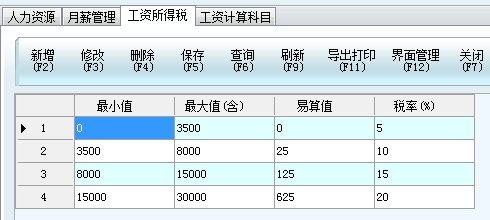 人力资源 月薪管理 工资所得税 工资计算科目
新增 修改 删除 保存 查询 刷新 导出打印 界面管理 关闭
(F2) (F3) (F4) (F5) (F6) (F9) (F11) (F12) (F7)
最小值 最大值(含) 易算值 税率(%)
1 0 3500 0 5
2 3500 8000 25 10
3 8000 15000 125 15
4 15000 30000 625 20